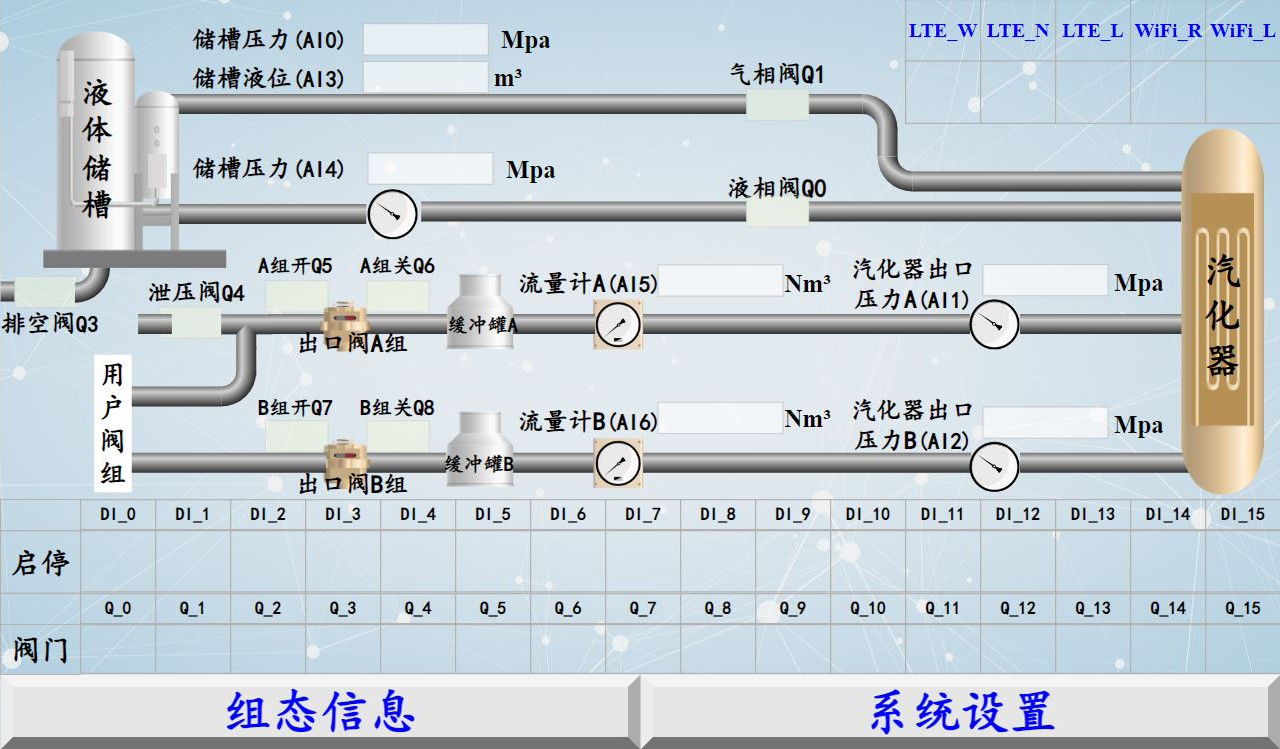 储槽压力(AI0) Mpa
LTE_W LTE_N LTE_L WiFi_R WiFi_L
储槽液位(AI3) m³
气相阀Q1
液体储槽
储槽压力(AI4) Mpa
液相阀Q0
A组开Q5 A组关Q6
流量计A(AI5) Nm³
汽化器出口
压力A(AI1) Mpa
汽化器
泄压阀Q4
排空阀Q3
缓冲罐A
出口阀A组
用户阀组
B组开Q7 B组关Q8
流量计B(AI6) Nm³
汽化器出口
压力B(AI2) Mpa
缓冲罐B
出口阀B组
DI_0 DI_1 DI_2 DI_3 DI_4 DI_5 DI_6 DI_7 DI_8 DI_9 DI_10 DI_11 DI_12 DI_13 DI_14 DI_15
启停
Q_0 Q_1 Q_2 Q_3 Q_4 Q_5 Q_6 Q_7 Q_8 Q_9 Q_10 Q_11 Q_12 Q_13 Q_14 Q_15
阀门
组态信息 系统设置